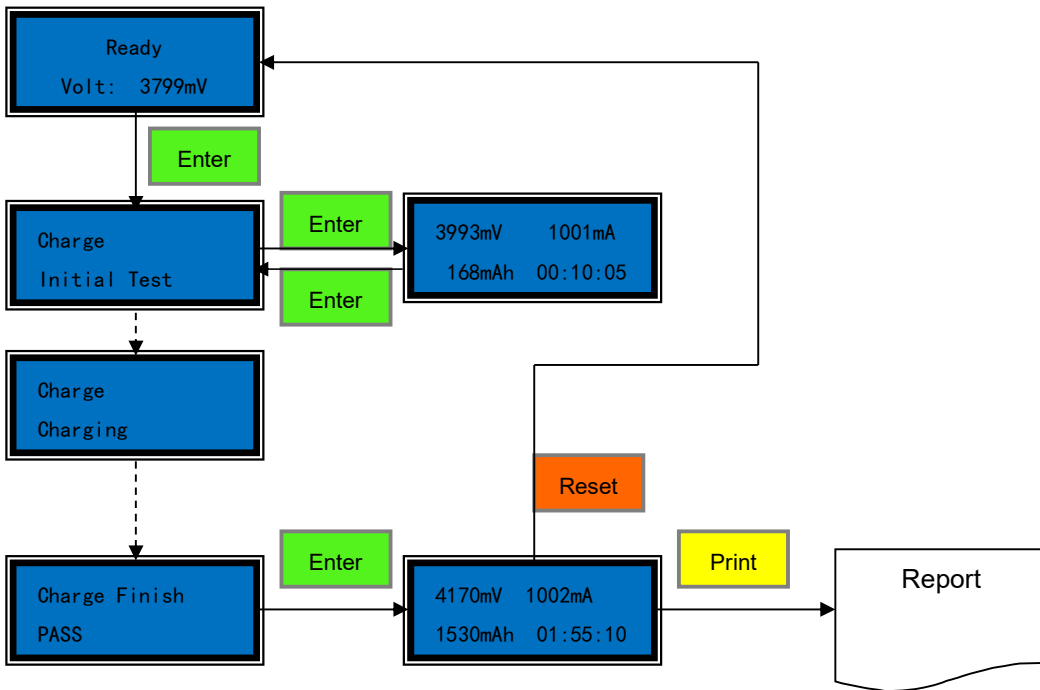 Ready
Volt: 3799mV
Enter
Charge
Initial Test
Enter
Enter
3993mV 1001mA
168mAh 00:10:05
Charge
Charging
Reset
Charge Finish
PASS
Enter
4170mV 1002mA
1530mAh 01:55:10
Print
Report